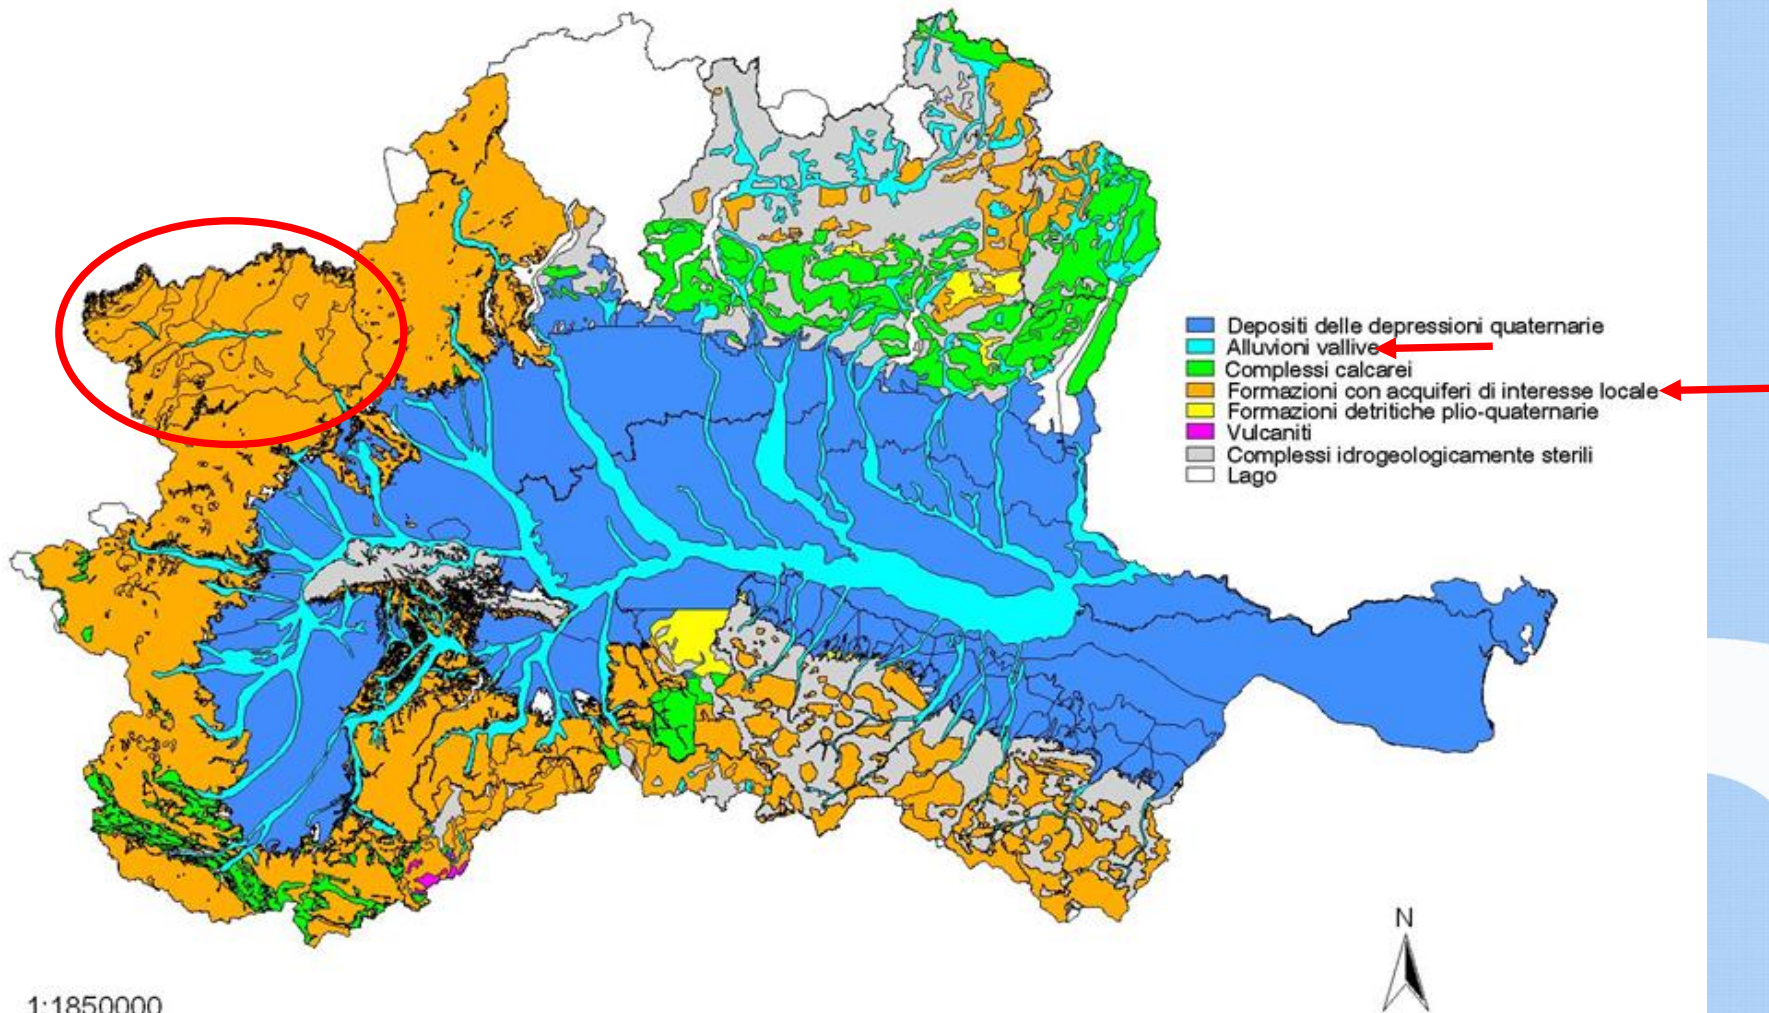 Depositi delle depressioni quaternarie
Alluvioni vallive
Complessi calcarei
Formazioni con acquiferi di interesse locale
Formazioni detritiche plio-quaternarie
Vulcaniti
Complessi idrogeologicamente sterili
Lago
N
1:1850000